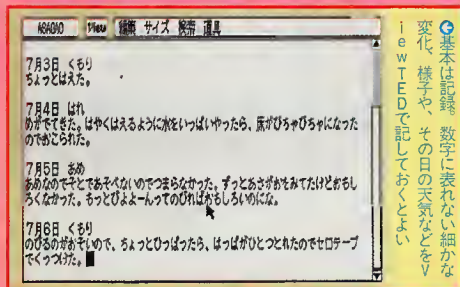 ASAGAO View 編集 サイズ 検索 道具
7月3日 くもり
ちょっとはえた。
7月4日 はれ
めがでてきた。はやくはえるように水をいっぱいやったら、床がびちゃびちゃになった
のでおこられた。
7月5日 あめ
あめなのでそとであそべないのでつまらなかった。ずっとあさがおをみてたけどおもし
ろくなかった。もっとぴよよーんってのびればおもしろいのにな。
7月6日 くもり
のびるのがおそいので、ちょっとひっぱったら、はっぱがひとつとれたのでセロテープ
でくっつけた。
基本は記録。数字に表れない細かな
変化、様子や、その日の天気などをV
iewTEDで記しておくとよい